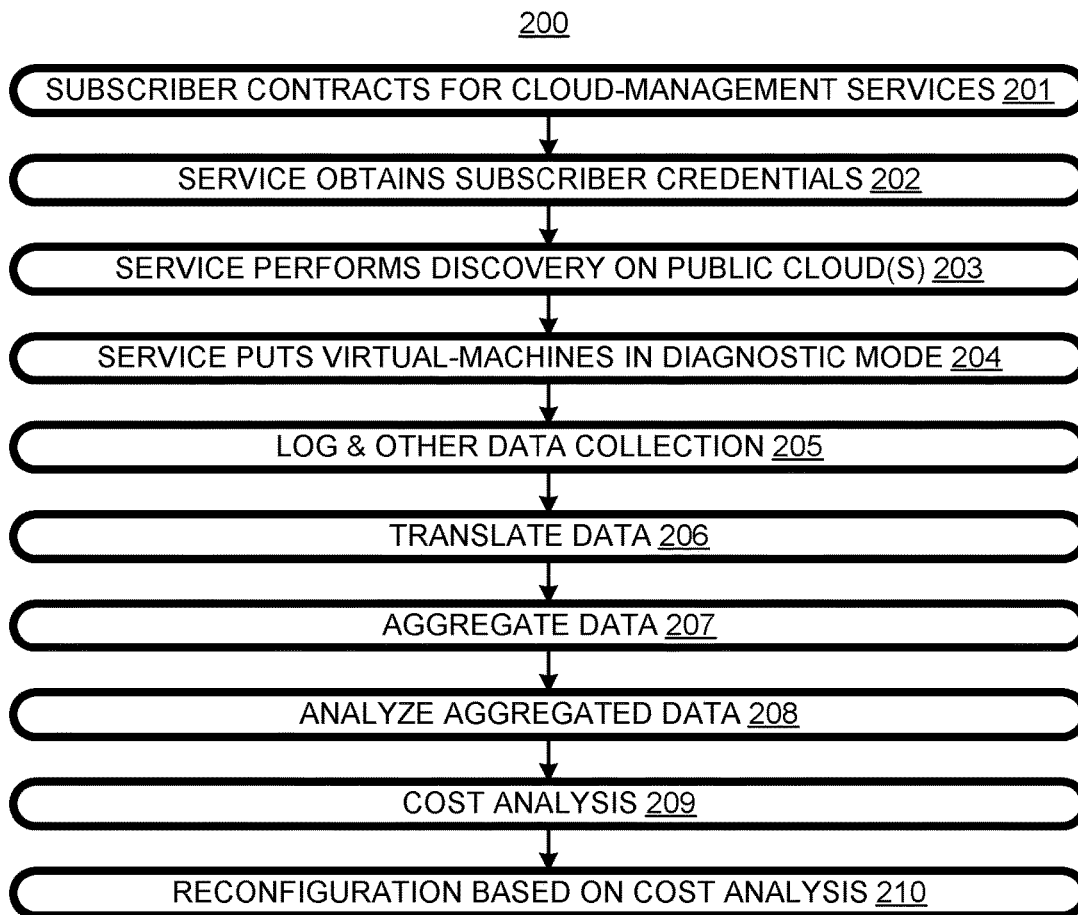 200
SUBSCRIBER CONTRACTS FOR CLOUD-MANAGEMENT SERVICES 201
SERVICE OBTAINS SUBSCRIBER CREDENTIALS 202
SERVICE PERFORMS DISCOVERY ON PUBLIC CLOUD(S) 203
SERVICE PUTS VIRTUAL-MACHINES IN DIAGNOSTIC MODE 204
LOG & OTHER DATA COLLECTION 205
TRANSLATE DATA 206
AGGREGATE DATA 207
ANALYZE AGGREGATED DATA 208
COST ANALYSIS 209
RECONFIGURATION BASED ON COST ANALYSIS 210